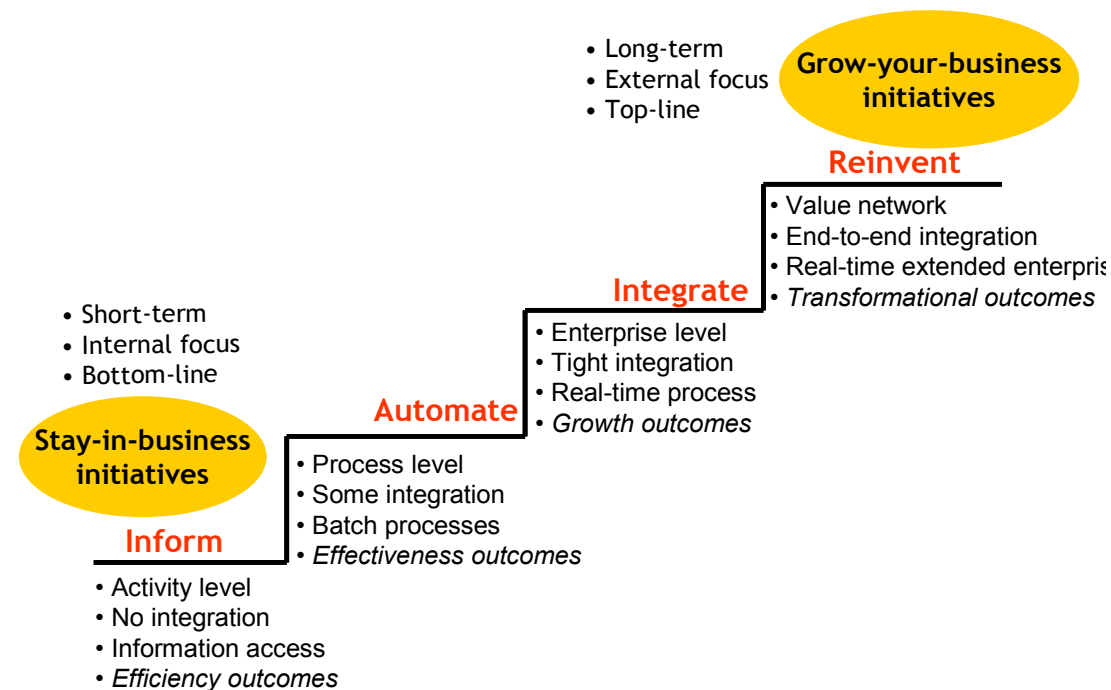 • Long-term
• External focus
• Top-line
Grow-your-business
initiatives
Reinvent
• Value network
• End-to-end integration
• Real-time extended enterpris
• Transformational outcomes
Integrate
• Enterprise level
• Tight integration
• Real-time process
• Growth outcomes
• Short-term
• Internal focus
• Bottom-line
Stay-in-business
initiatives
Automate
• Process level
• Some integration
• Batch processes
• Effectiveness outcomes
Inform
• Activity level
• No integration
• Information access
• Efficiency outcomes